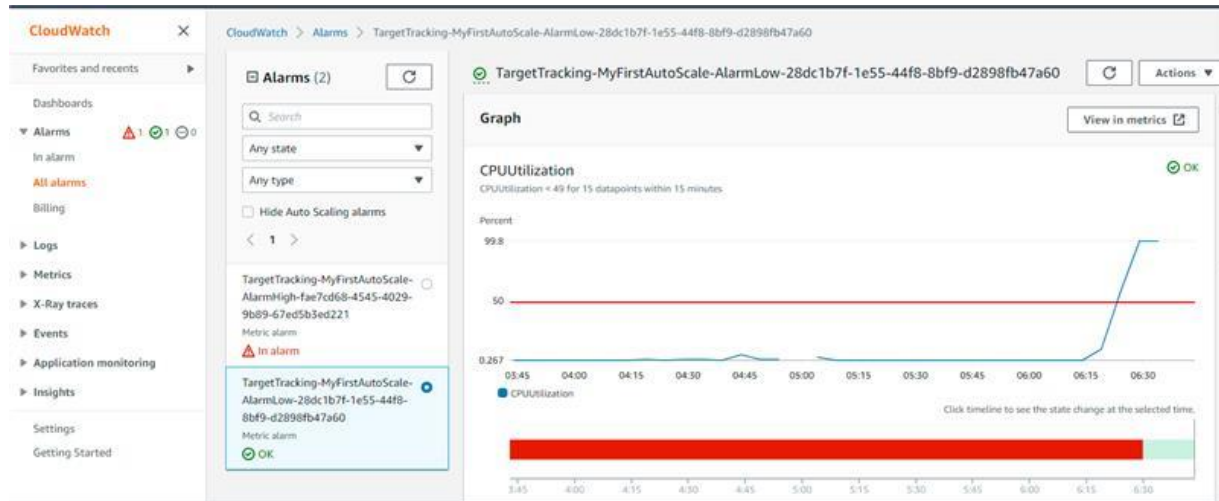 CloudWatch
Favorites and recents
Dashboards
Alarms 1 1 0
In alarm
All alarms
Billing
Logs
Metrics
X-Ray traces
Events
Application monitoring
Insights
Settings
Getting Started
CloudWatch > Alarms > TargetTracking-MyFirstAutoScale-AlarmLow-28dc1b7f-1e55-44f8-8bf9-d2898fb47a60
Alarms (2)
Search
Any state
Any type
Hide Auto Scaling alarms
< 1 >
TargetTracking-MyFirstAutoScale-
AlarmHigh-fae7cd68-4545-4029-
9b89-67ed5b3ed221
Metric alarm
In alarm
TargetTracking-MyFirstAutoScale-
AlarmLow-28dc1b7f-1e55-44f8-
8bf9-d2898fb47a60
Metric alarm
OK
TargetTracking-MyFirstAutoScale-AlarmLow-28dc1b7f-1e55-44f8-8bf9-d2898fb47a60
Actions
Graph
View in metrics
CPUUtilization
OK
CPUUtilization < 49 for 15 datapoints within 15 minutes
Percent
99.8
50
0.267
03:45 04:00 04:15 04:30 04:45 05:00 05:15 05:30 05:45 06:00 06:15 06:30
CPUUtilization
Click timeline to see the state change at the selected time.
3:45 4:00 4:15 4:30 4:45 5:00 5:15 5:30 5:45 6:00 6:15 6:30